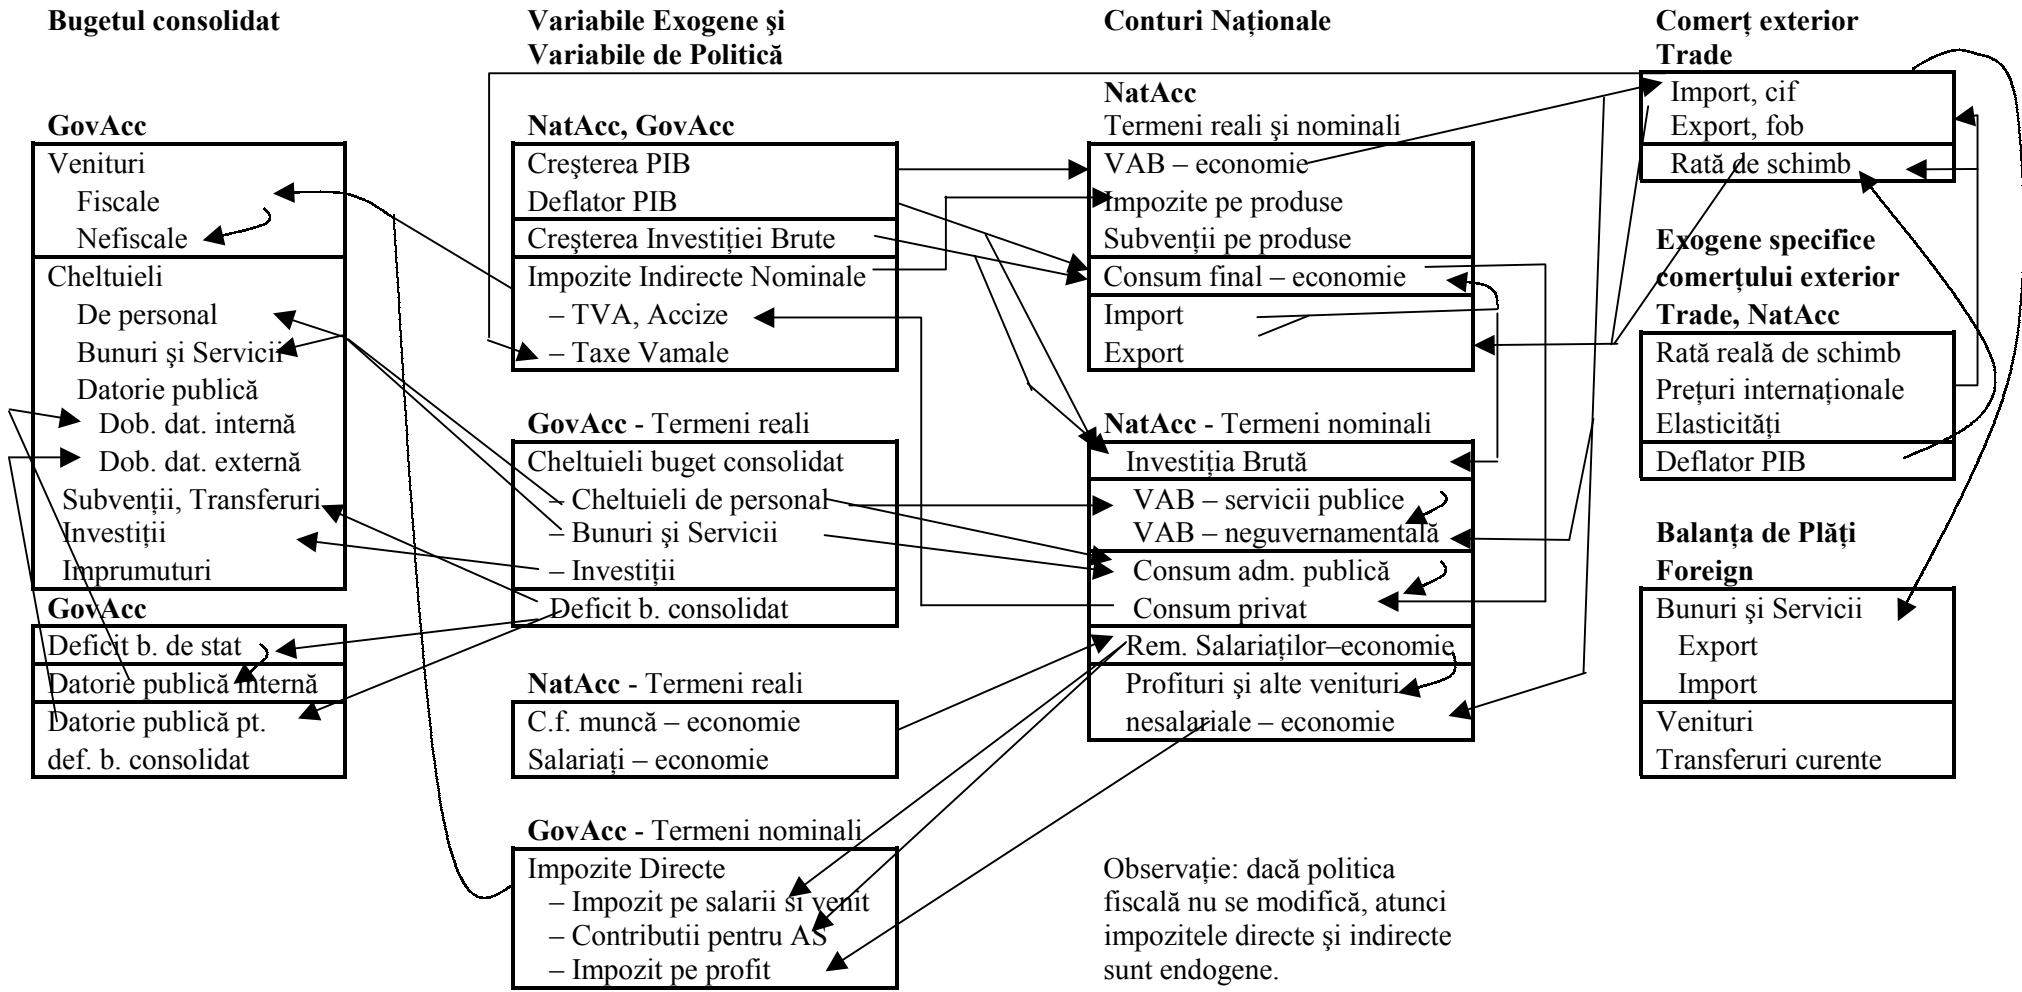 Bugetul consolidat
GovAcc
Venituri
Fiscale
Nefiscale
Cheltuieli
De personal
Bunuri şi Servicii
Datorie publică
Dob. dat. internă
Dob. dat. externă
Subvenţii, Transferuri
Investiţii
Imprumuturi
GovAcc
Deficit b. de stat
Datorie publică internă
Datorie publică pt.
def. b. consolidat
Variabile Exogene şi
Variabile de Politică
NatAcc, GovAcc
Creşterea PIB
Deflator PIB
Creşterea Investiţiei Brute
Impozite Indirecte Nominale
– TVA, Accize
– Taxe Vamale
GovAcc - Termeni reali
Cheltuieli buget consolidat
– Cheltuieli de personal
– Bunuri şi Servicii
– Investiţii
Deficit b. consolidat
NatAcc - Termeni reali
C.f. muncă – economie
Salariaţi – economie
GovAcc - Termeni nominali
Impozite Directe
– Impozit pe salarii si venit
– Contributii pentru AS
– Impozit pe profit
Conturi Naţionale
NatAcc
Termeni reali şi nominali
VAB – economie
Impozite pe produse
Subvenţii pe produse
Consum final – economie
Import
Export
NatAcc - Termeni nominali
Investiţia Brută
VAB – servicii publice
VAB – neguvernamentală
Consum adm. publică
Consum privat
Rem. Salariaţilor–economie
Profituri şi alte venituri
nesalariale – economie
Observaţie: dacă politica
fiscală nu se modifică, atunci
impozitele directe şi indirecte
sunt endogene.
Comerţ exterior
Trade
Import, cif
Export, fob
Rată de schimb
Exogene specifice
comerţului exterior
Trade, NatAcc
Rată reală de schimb
Preţuri internaţionale
Elasticităţi
Deflator PIB
Balanţa de Plăţi
Foreign
Bunuri şi Servicii
Export
Import
Venituri
Transferuri curente